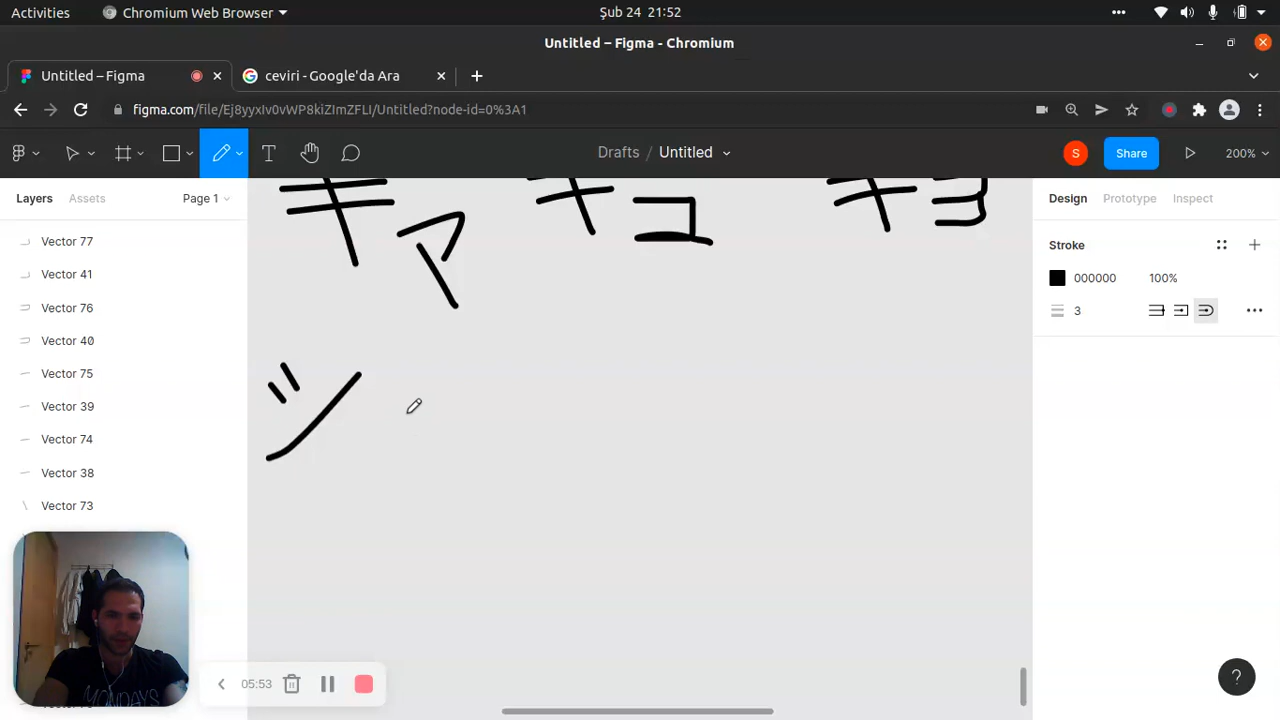 Activities Chromium Web Browser Şub 24 21:52
Untitled – Figma - Chromium
Untitled – Figma ceviri - Google'da Ara
figma.com/file/Ej8yyxIv0vWP8kiZImZFLI/Untitled?node-id=0%3A1
Drafts / Untitled S Share 200%
Layers Assets Page 1 Design Prototype Inspect
Vector 77 Stroke
Vector 41 000000 100%
Vector 76 3
Vector 40
Vector 75
Vector 39
Vector 74
Vector 38
Vector 73
キャ キュ キョ
ツ
MONDAYS
05:53
?